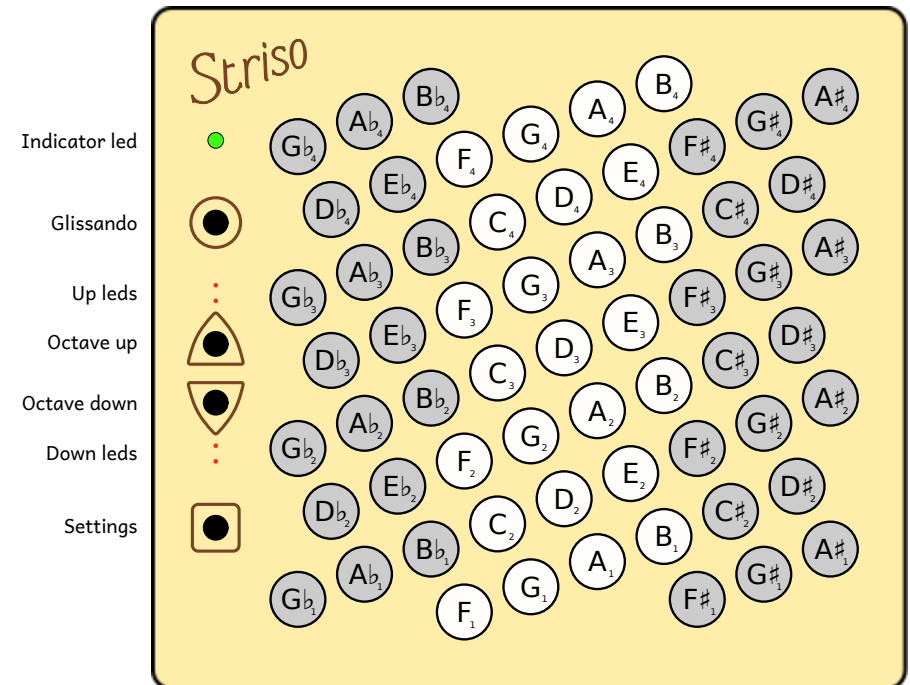 Striso
Indicator led
Glissando
Up leds
Octave up
Octave down
Down leds
Settings
B₄
A₄
G₄
F₄
B♭₄
A♭₄
G♭₄
A♯₄
G♯₄
F♯₄
E₄
D₄
C₄
E♭₄
D♭₄
D♯₄
C♯₄
B₃
A₃
G₃
F₃
B♭₃
A♭₃
G♭₃
A♯₃
G♯₃
F♯₃
E₃
D₃
C₃
E♭₃
D♭₃
D♯₃
C♯₃
B₂
A₂
G₂
F₂
B♭₂
A♭₂
G♭₂
A♯₂
G♯₂
F♯₂
E₂
D₂
C₂
E♭₂
D♭₂
D♯₂
C♯₂
B₁
A₁
G₁
F₁
B♭₁
A♭₁
G♭₁
A♯₁
G♯₁
F♯₁